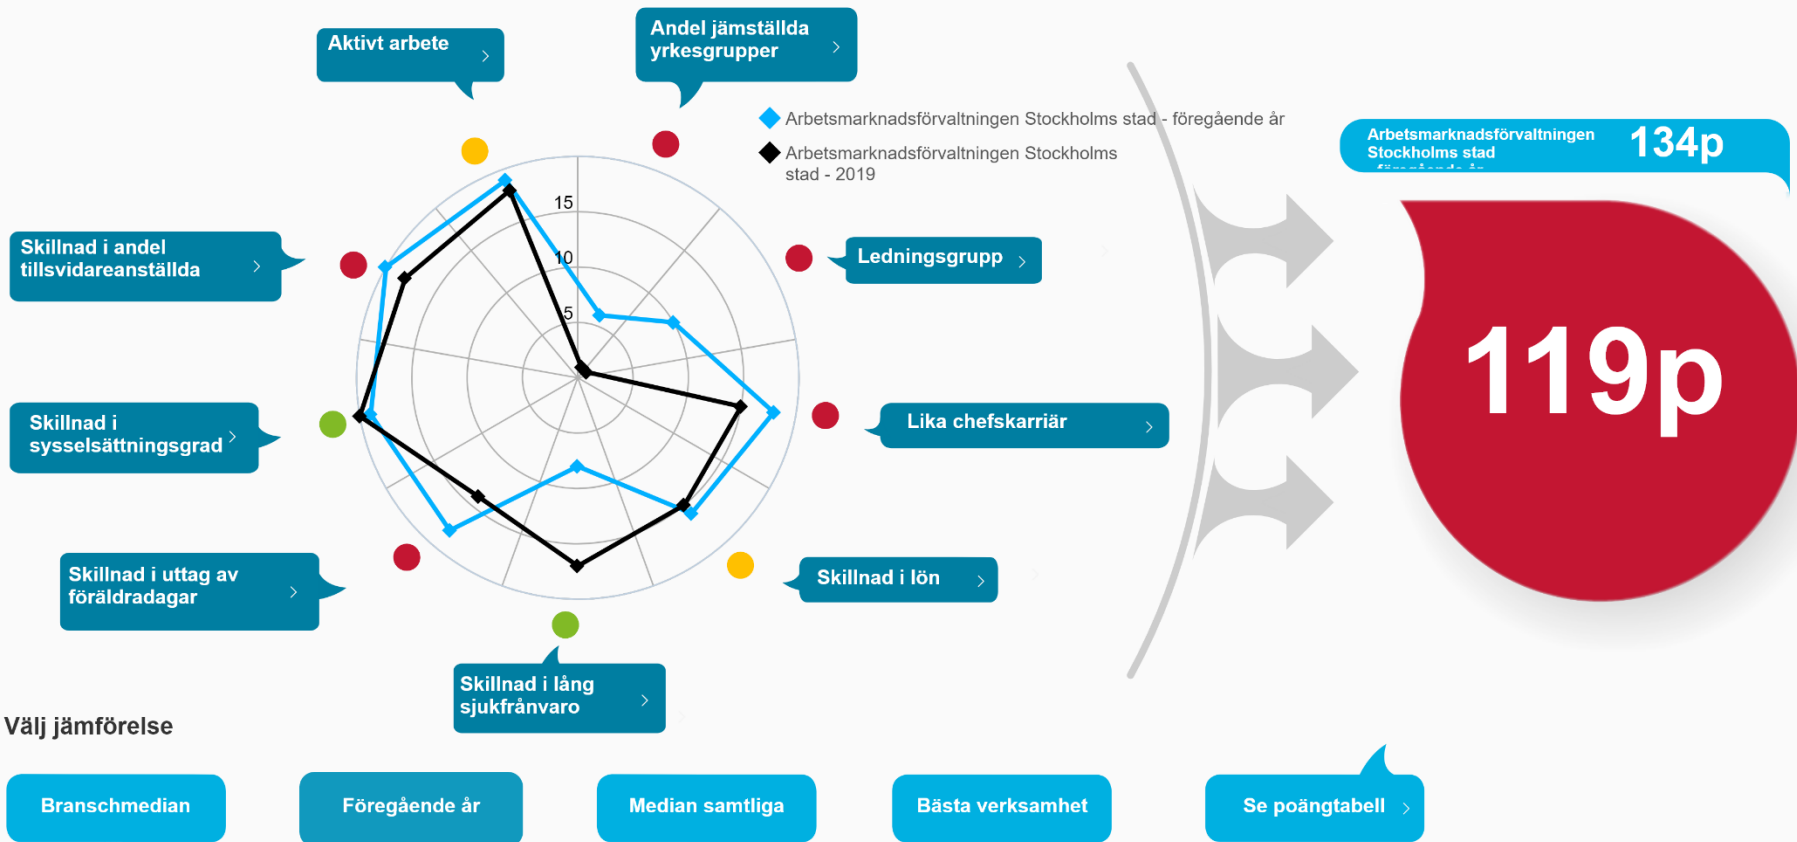 Aktivt arbete
Andel jämställda
yrkesgrupper
Arbetsmarknadsförvaltningen Stockholms stad - föregående år
Arbetsmarknadsförvaltningen Stockholms
stad - 2019
Arbetsmarknadsförvaltningen
Stockholms stad
- föregående år
134p
15
10
5
Skillnad i andel
tillsvidareanställda
Ledningsgrupp
119p
Skillnad i
sysselsättningsgrad
Lika chefskarriär
Skillnad i uttag av
föräldradagar
Skillnad i lön
Skillnad i lång
sjukfrånvaro
Välj jämförelse
Branschmedian
Föregående år
Median samtliga
Bästa verksamhet
Se poängtabell